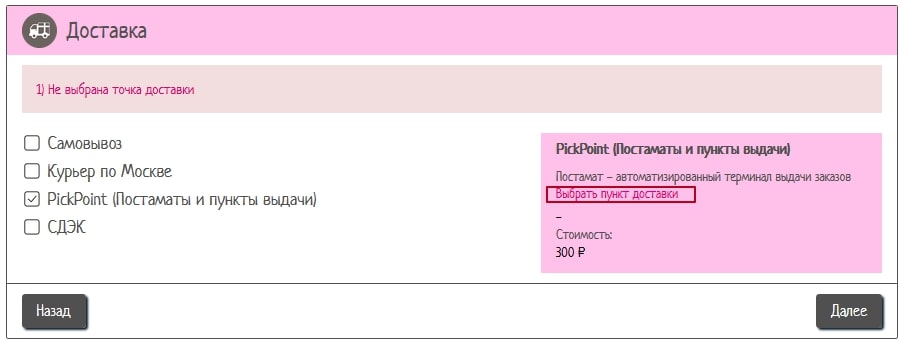 Доставка
1) Не выбрана точка доставки
Самовывоз
Курьер по Москве
PickPoint (Постаматы и пункты выдачи)
СДЭК
PickPoint (Постаматы и пункты выдачи)
Постамат - автоматизированный терминал выдачи заказов
Выбрать пункт доставки
-
Стоимость:
300 ₽
Назад
Далее